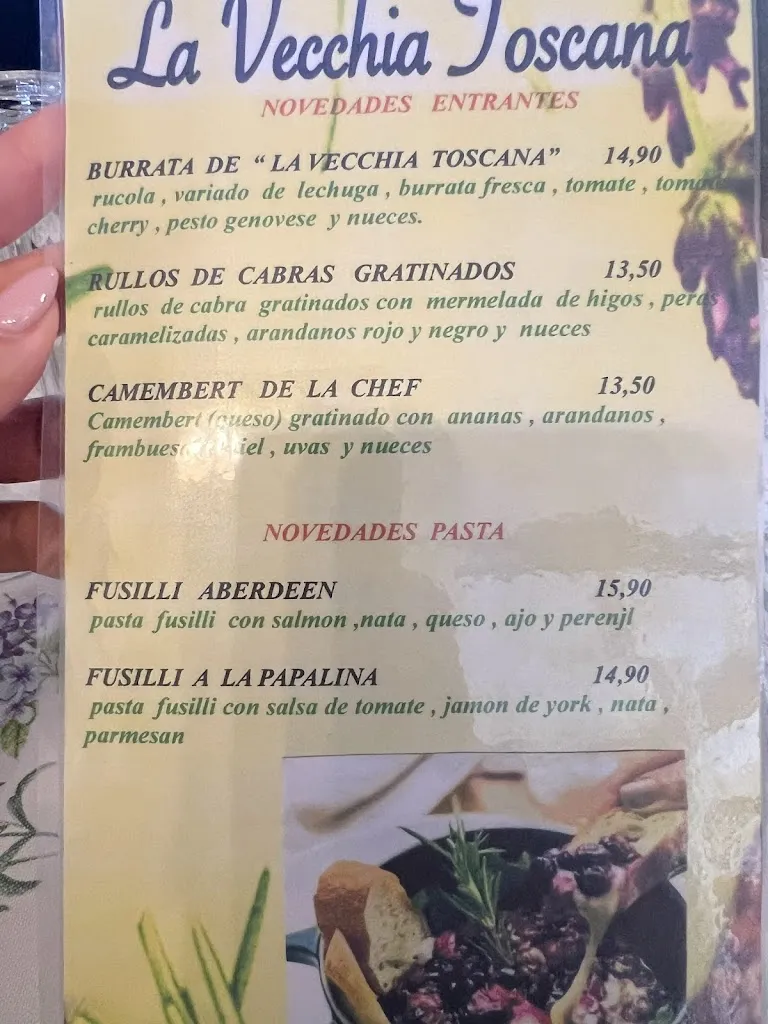 La Vecchia Toscana
NOVEDADES ENTRANTES
BURRATA DE “ LA VECCHIA TOSCANA” 14,90
rucola , variado de lechuga , burrata fresca , tomate ,
cherry , pesto genovese y nueces.
RULLOS DE CABRAS GRATINADOS 13,50
rullos de cabra gratinados con mermelada de higos , peras
caramelizadas , arandanos rojo y negro y nueces
CAMEMBERT DE LA CHEF 13,50
Camembert (queso) gratinado con ananas , arandanos ,
, uvas y nueces
NOVEDADES PASTA
FUSILLI ABERDEEN 15,90
pasta fusilli con salmon ,nata , queso , ajo y perenjl
FUSILLI A LA PAPALINA 14,90
pasta fusilli con salsa de tomate , jamon de york , nata ,
parmesan